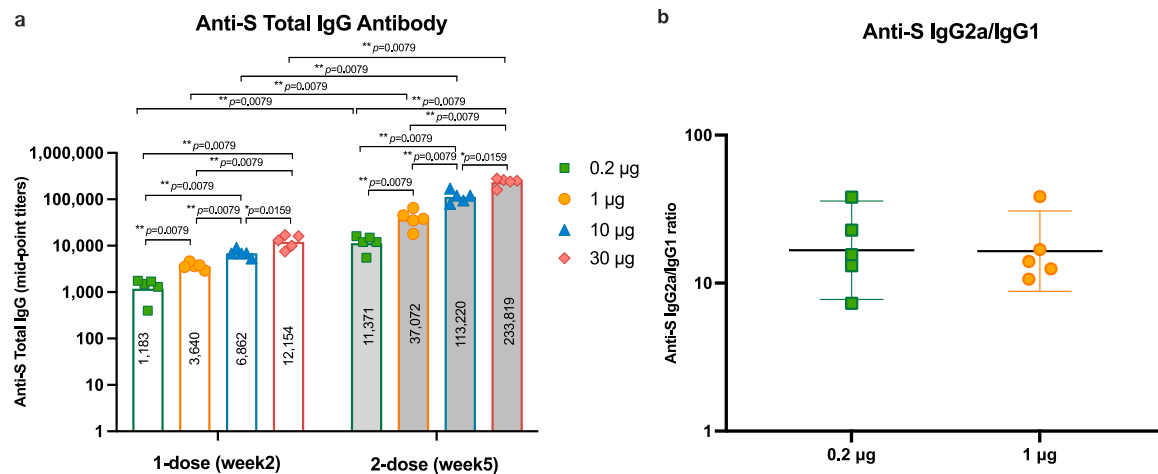 a
Anti-S Total IgG Antibody
** p=0.0079
** p=0.0079
** p=0.0079
** p=0.0079
** p=0.0079
** p=0.0079
** p=0.0079
** p=0.0079
** p=0.0079
** p=0.0079
** p=0.0079
*p=0.0159
** p=0.0079
** p=0.0079
** p=0.0079
*p=0.0159
** p=0.0079
Anti-S Total IgG (mid-point titers)
1,000,000
100,000
10,000
1,000
100
10
1
1,183
3,640
6,862
12,154
11,371
37,072
113,220
233,819
1-dose (week2)
2-dose (week5)
0.2 µg
1 µg
10 µg
30 µg
b
Anti-S IgG2a/IgG1
Anti-S IgG2a/IgG1 ratio
100
10
1
0.2 µg
1 µg